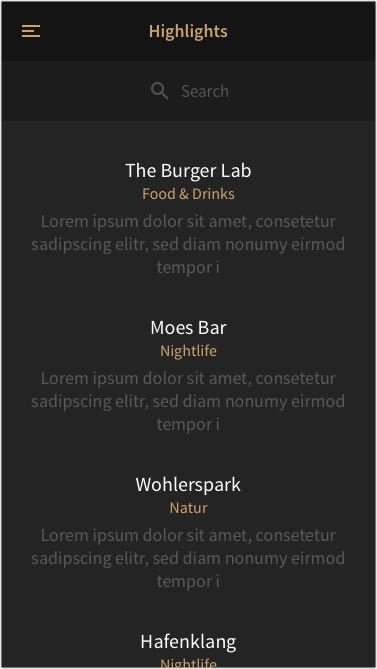 Highlights
Search
The Burger Lab
Food & Drinks
Lorem ipsum dolor sit amet, consetetur
sadipscing elitr, sed diam nonumy eirmod
tempor i
Moes Bar
Nightlife
Lorem ipsum dolor sit amet, consetetur
sadipscing elitr, sed diam nonumy eirmod
tempor i
Wohlerspark
Natur
Lorem ipsum dolor sit amet, consetetur
sadipscing elitr, sed diam nonumy eirmod
tempor i
Hafenklang
Nightlife